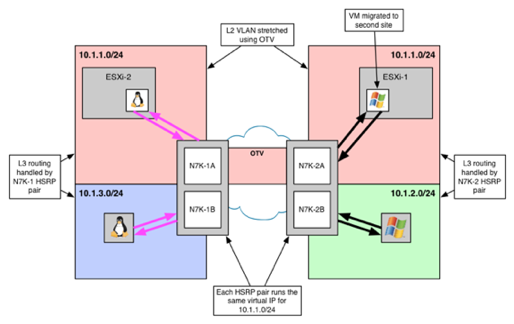 VM migrated to
second site
L2 VLAN stretched
using OTV
10.1.1.0/24
10.1.1.0/24
ESXi-2
ESXi-1
OTV
N7K-1A
N7K-2A
L3 routing
handled by
N7K-1 HSRP
pair
L3 routing
handled by
N7K-2 HSRP
pair
10.1.3.0/24
10.1.2.0/24
N7K-1B
N7K-2B
Each HSRP pair runs the
same virtual IP for
10.1.1.0/24